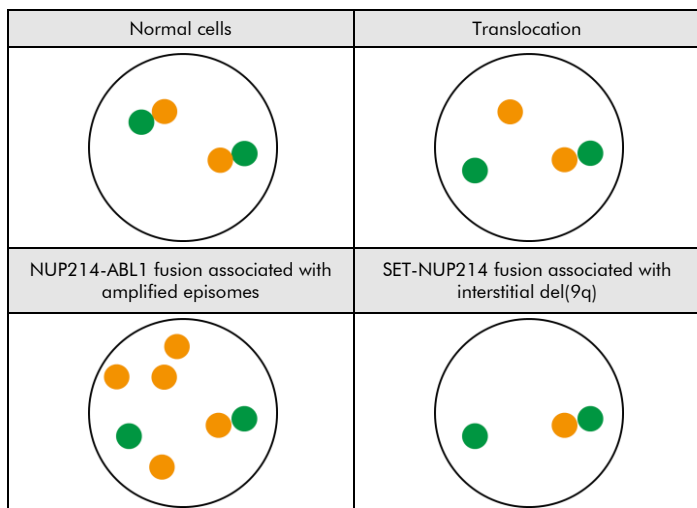 Normal cells
Translocation
NUP214-ABL1 fusion associated with
amplified episomes
SET-NUP214 fusion associated with
interstitial del(9q)